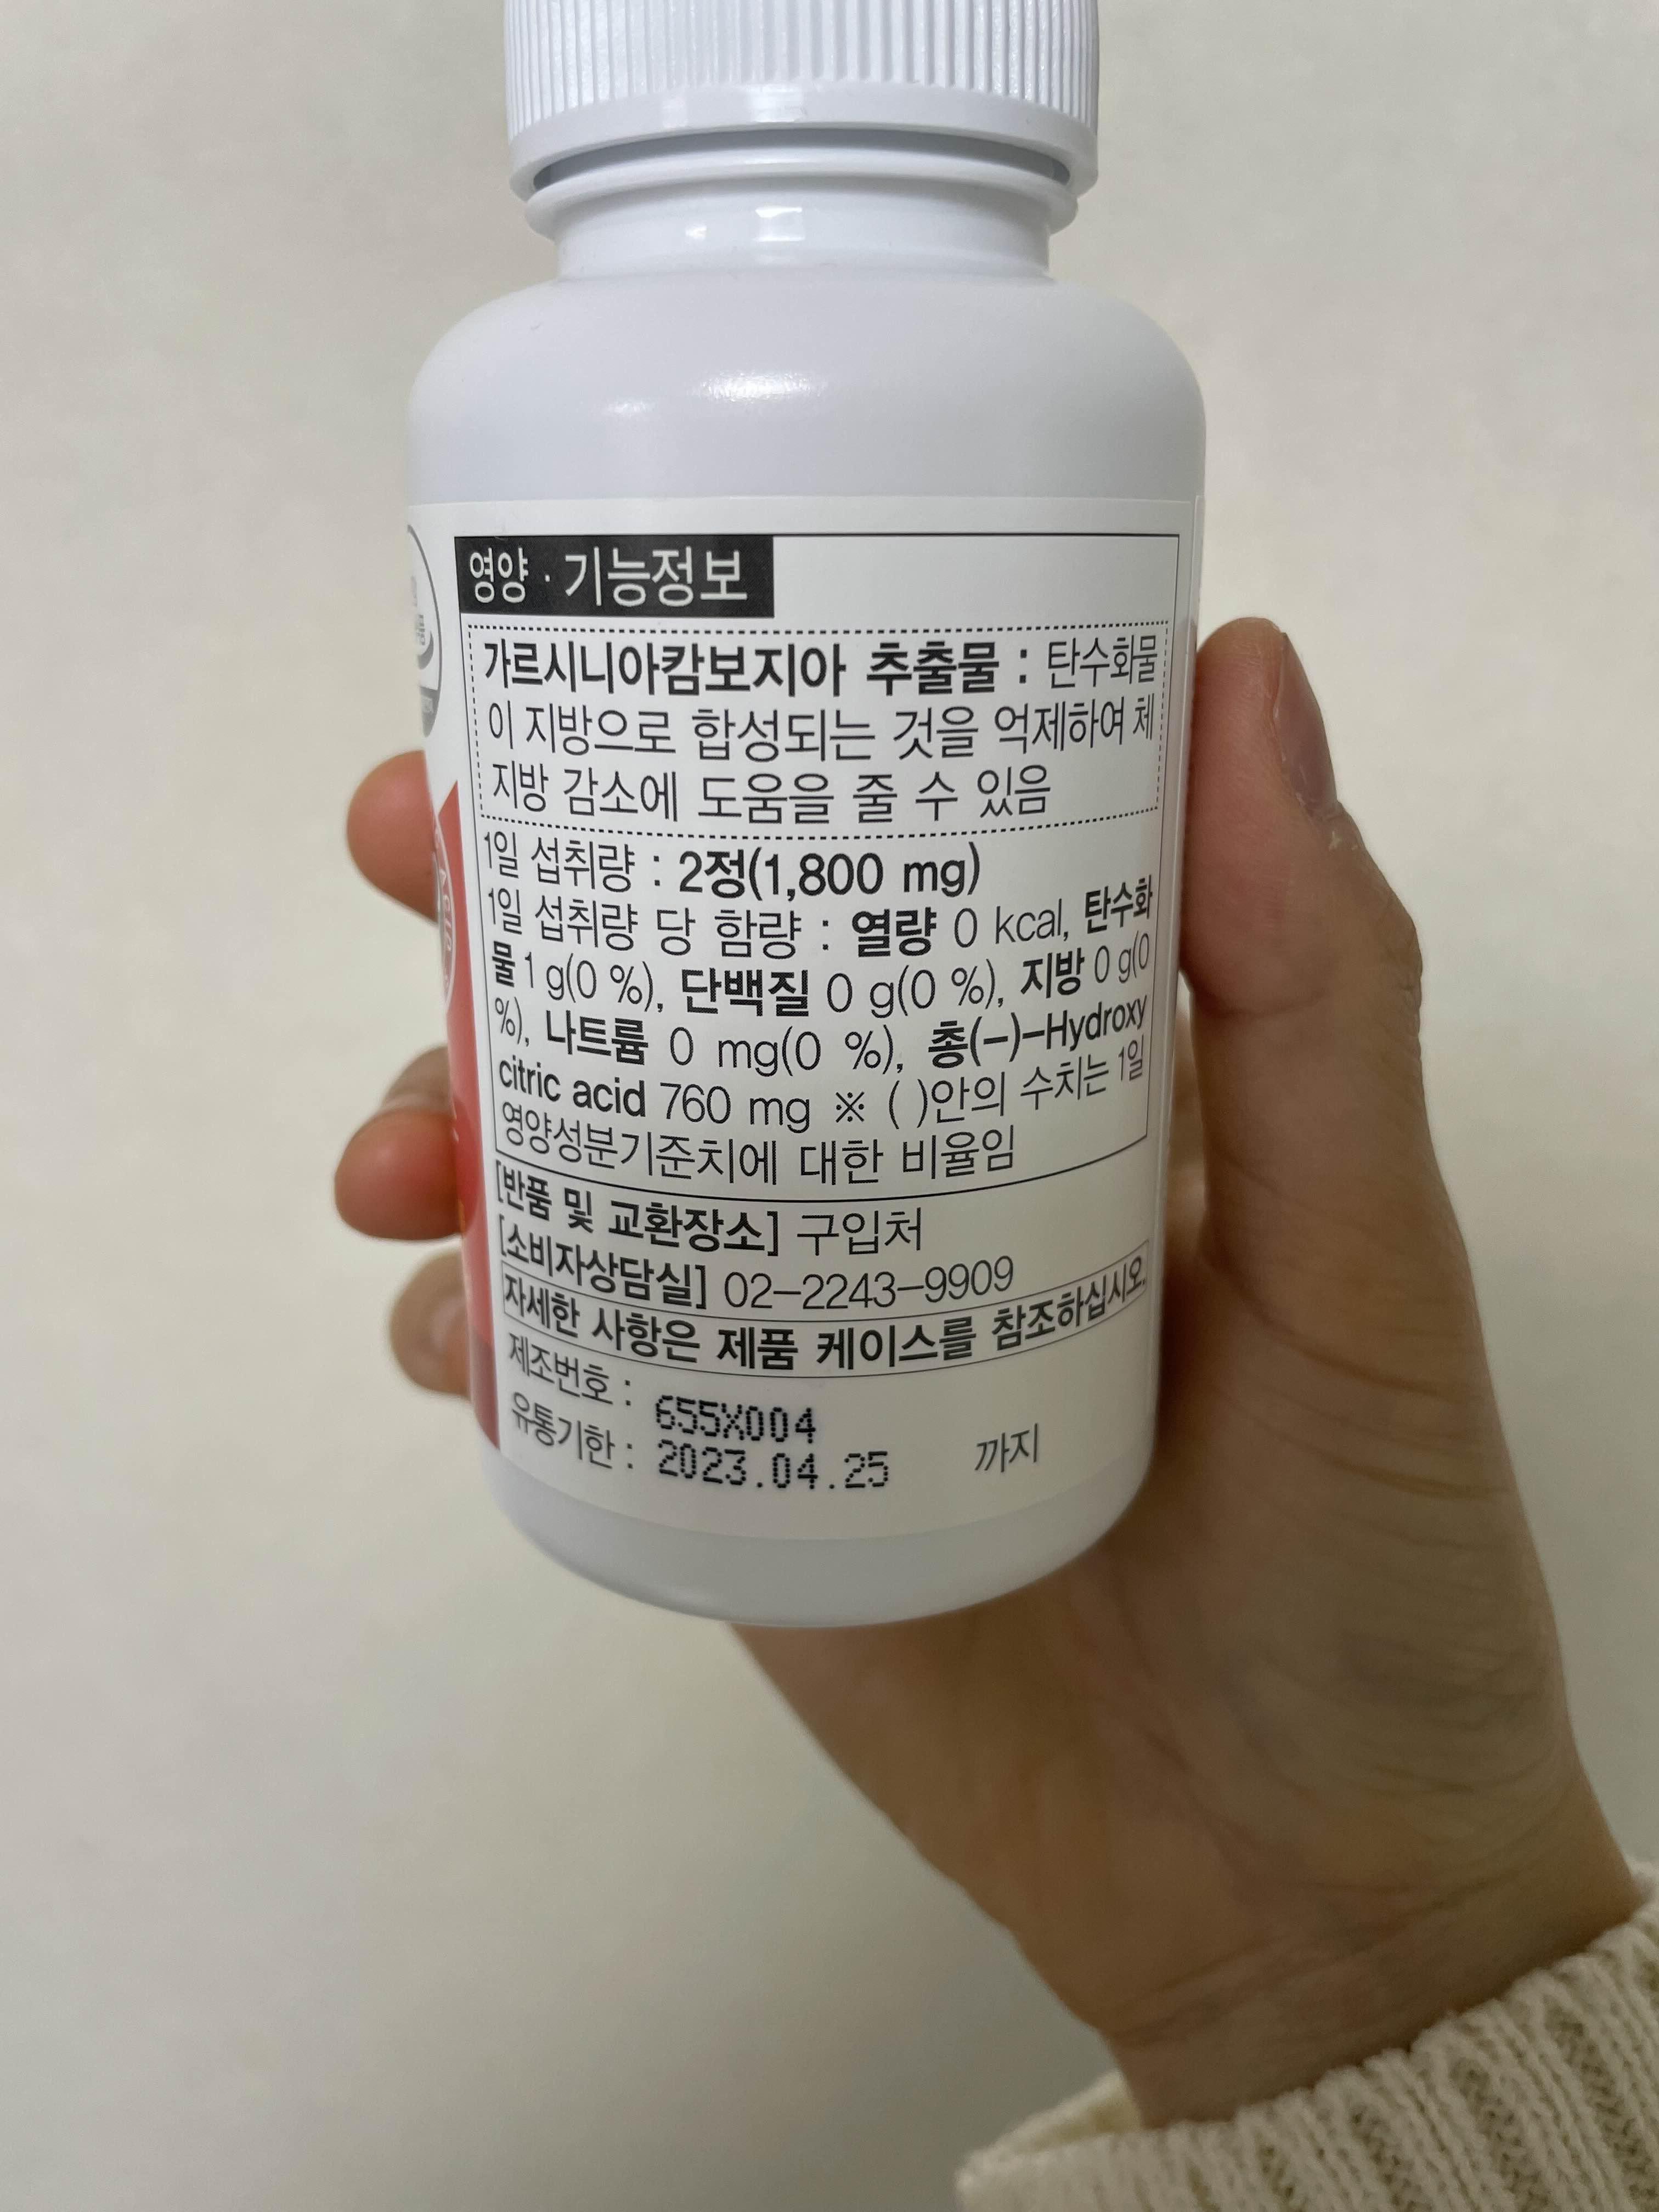 영양 · 기능정보
가르시니아캄보지아 추출물 : 탄수화물
이 지방으로 합성되는 것을 억제하여 체
지방 감소에 도움을 줄 수 있음
1일 섭취량 : 2정(1,800 mg)
1일 섭취량 당 함량 : 열량 0 kcal, 탄수화
물 1 g(0 %), 단백질 0 g(0 %), 지방 0 g(0
%), 나트륨 0 mg(0 %), 총(-)-Hydroxy
citric acid 760 mg ※ ( )안의 수치는 1일
영양성분기준치에 대한 비율임
[반품 및 교환장소] 구입처
[소비자상담실] 02-2243-9909
자세한 사항은 제품 케이스를 참조하십시오.
제조번호 : 655X004
유통기한 : 2023.04.25 까지